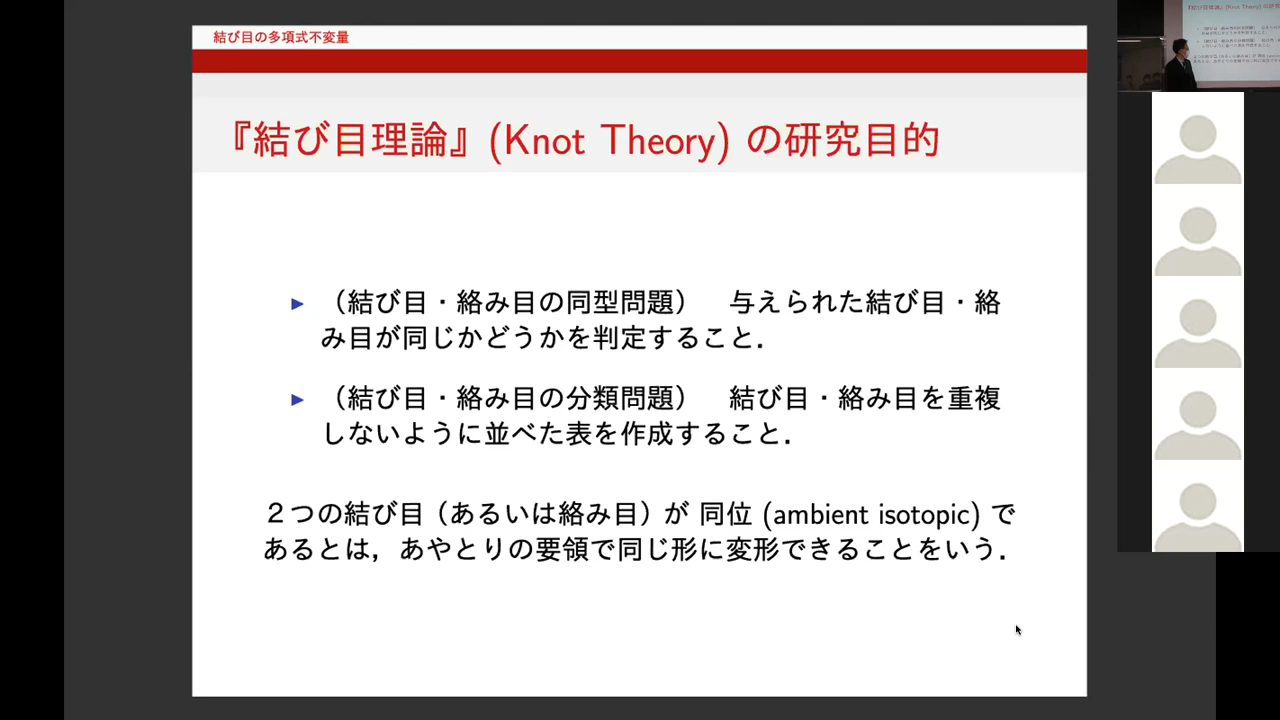 結び目の多項式不変量
『結び目理論』(Knot Theory) の研究目的
▶ （結び目・絡み目の同型問題）　与えられた結び目・絡
み目が同じかどうかを判定すること．
▶ （結び目・絡み目の分類問題）　結び目・絡み目を重複
しないように並べた表を作成すること．
２つの結び目（あるいは絡み目）が 同位 (ambient isotopic) で
あるとは，あやとりの要領で同じ形に変形できることをいう．